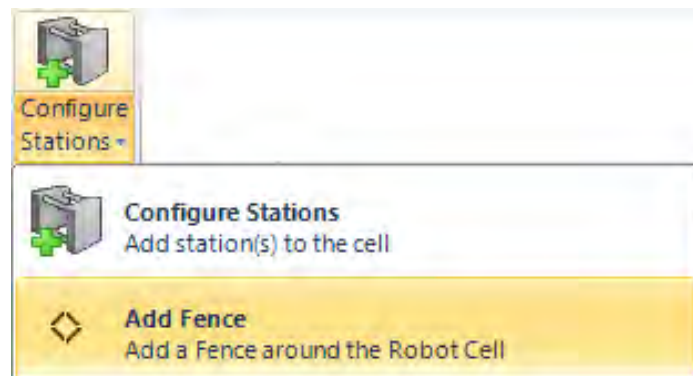 Configure
Stations
Configure Stations
Add station(s) to the cell
Add Fence
Add a Fence around the Robot Cell